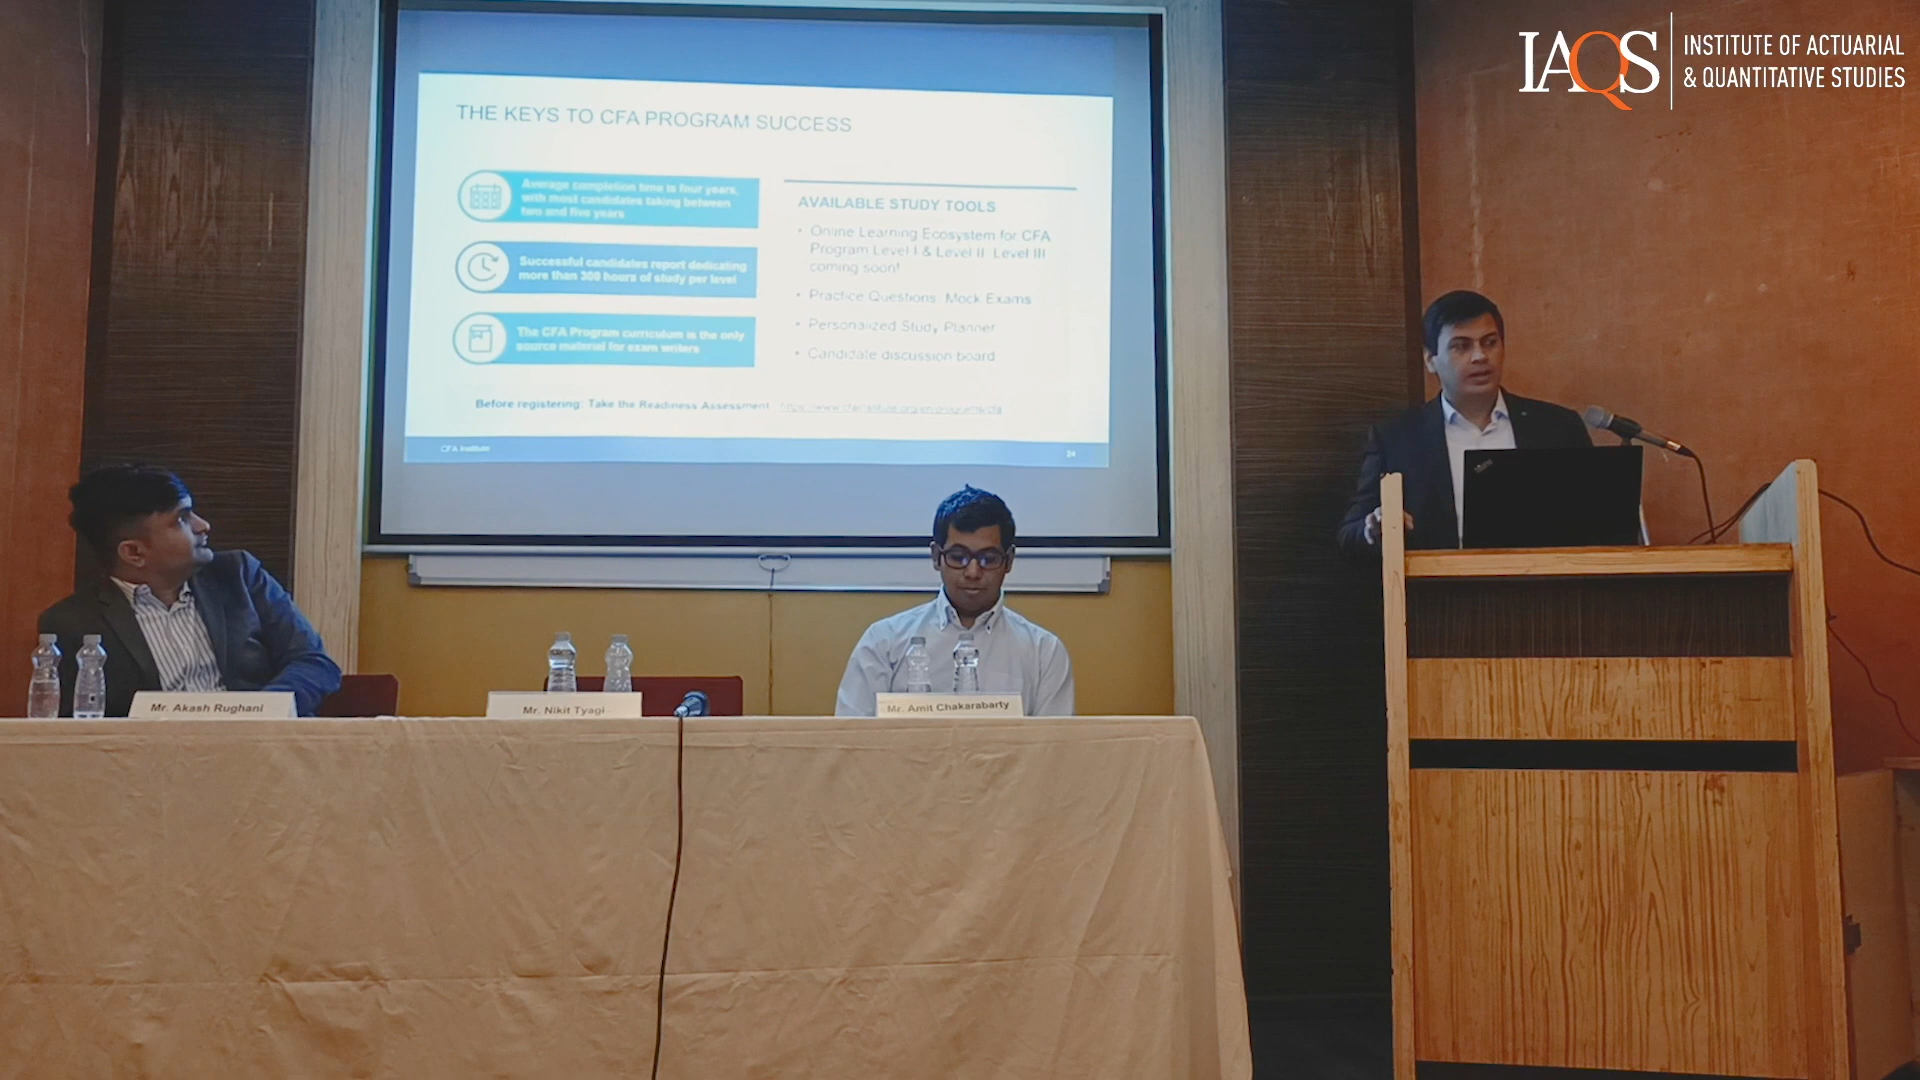 IAQS
INSTITUTE OF ACTUARIAL
& QUANTITATIVE STUDIES
THE KEYS TO CFA PROGRAM SUCCESS
Average completion time is four years,
with most candidates taking between
two and five years
Successful candidates report dedicating
more than 300 hours of study per level
The CFA Program curriculum is the only
source material for exam writers
AVAILABLE STUDY TOOLS
• Online Learning Ecosystem for CFA
Program Level I & Level II Level III
coming soon!
• Practice Questions, Mock Exams
• Personalized Study Planner
• Candidate discussion board
Before registering: Take the Readiness Assessment
CFA Institute
24
Mr. Akash Rughani
Mr. Nikit Tyagi
Mr. Amit Chakarabarty